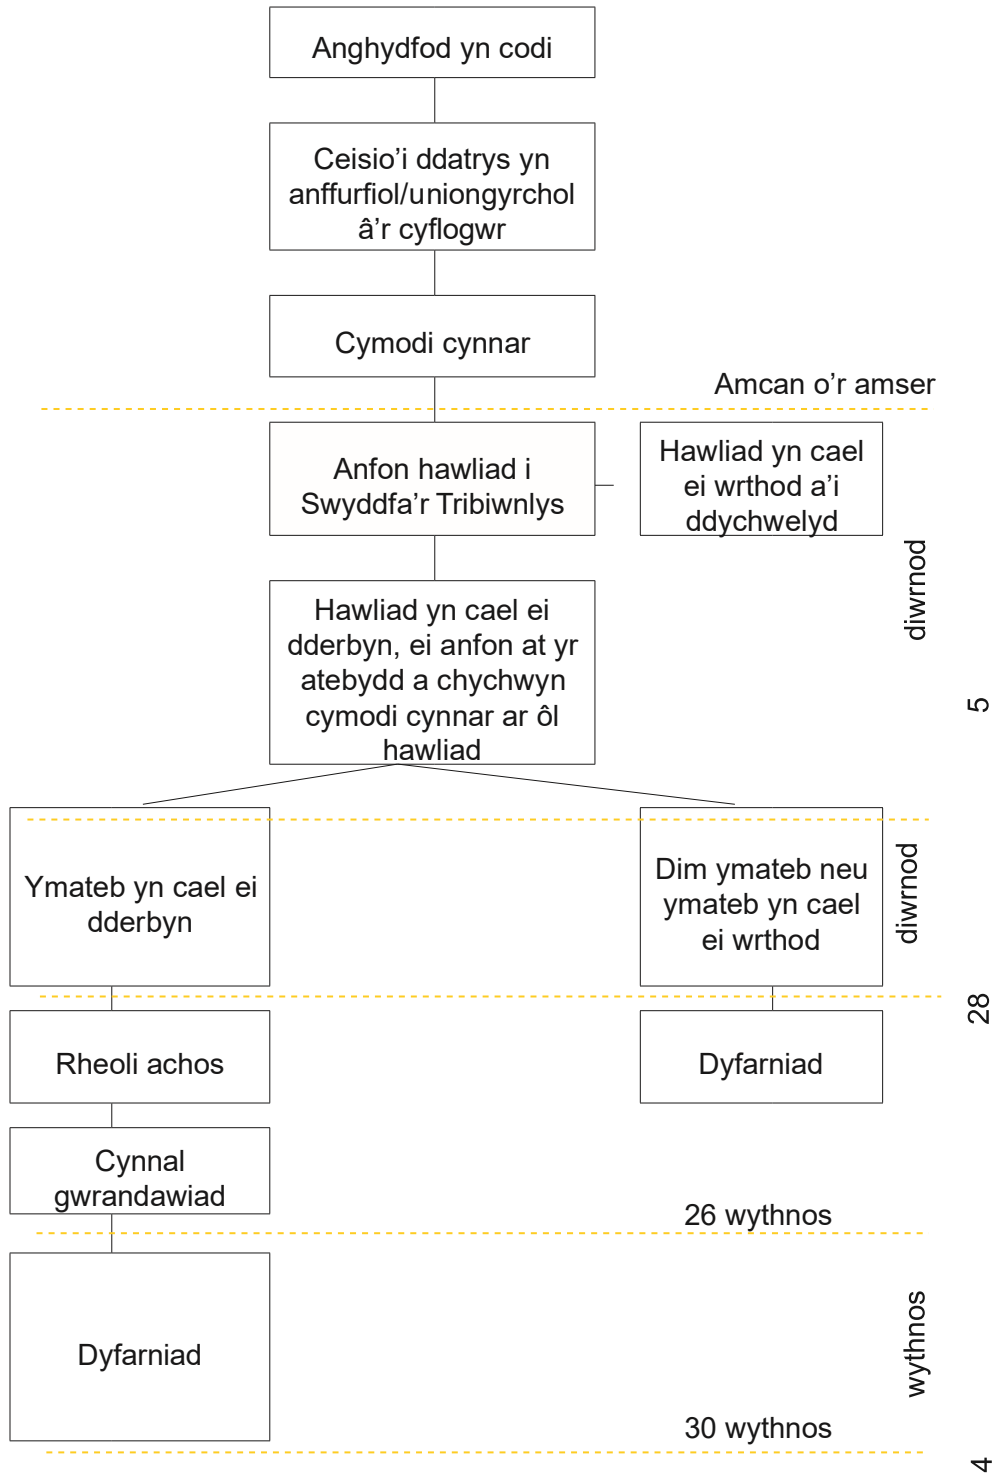 Anghydfod yn codi
Ceisio’i ddatrys yn
anffurfiol/uniongyrchol
â’r cyflogwr
Cymodi cynnar
Amcan o’r amser
Anfon hawliad i
Swyddfa’r Tribiwnlys
Hawliad yn cael
ei wrthod a’i
ddychwelyd
diwrnod
5
Hawliad yn cael ei
dderbyn, ei anfon at yr
atebydd a chychwyn
cymodi cynnar ar ôl
hawliad
Ymateb yn cael ei
dderbyn
Dim ymateb neu
ymateb yn cael
ei wrthod
diwrnod
28
Rheoli achos
Dyfarniad
Cynnal
gwrandawiad
26 wythnos
Dyfarniad
wythnos
30 wythnos
4